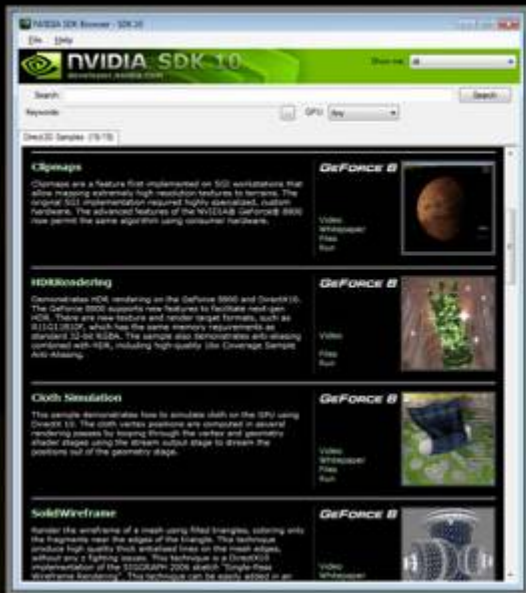 NVIDIA SDK Browser - SDK 10
File Help
NVIDIA SDK 10
developer.nvidia.com
Show me: All
Search: Search
Keywords: ... GPU: Any
Direct3D Samples
Clipmaps
GEFORCE 8
Clipmaps are a feature first implemented on SGI workstations that
allow mapping extremely high resolution textures to terrains. The
original SGI implementation required highly specialized, custom
hardware. The advanced features of the NVIDIA® GeForce® 8800
now permit the same algorithm using consumer hardware.
Video
Whitepaper
Files
Run
HDRRendering
GEFORCE 8
Demonstrates HDR rendering on the GeForce 8800 and DirectX10.
The GeForce 8800 supports new features to facilitate next-gen
HDR. There are new texture and render target formats, such as
R11G11B10F, which has the same memory requirements as
standard 32-bit RGBA. The sample also demonstrates anti-aliasing
combined with HDR, including high-quality 16x Coverage Sample
Anti-Aliasing.
Video
Files
Run
Cloth Simulation
GEFORCE 8
This sample demonstrates how to simulate cloth on the GPU using
DirectX 10. The cloth vertex positions are computed in several
rendering passes by looping through the vertex and geometry
shader stages using the stream output stage to stream the
positions out of the geometry stage.
Video
Whitepaper
Files
Run
SolidWireframe
GEFORCE 8
Render the wireframe of a mesh using filled triangles, coloring only
the fragments near the edges of the triangle. This technique
produce high quality thick antialised lines on the mesh edges,
without any z fighting issues. This technique is a DirectX10
implementation of the SIGGRAPH 2006 sketch "Single-Pass
Wireframe Rendering". This technique can be easily added in an
Video
Whitepaper